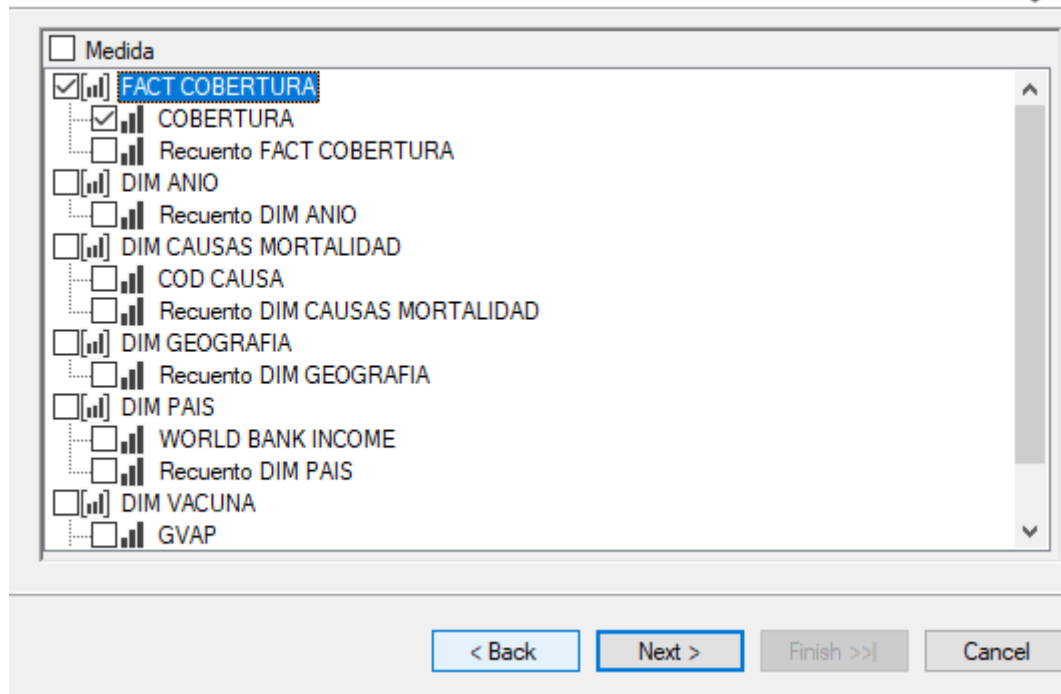 Medida
FACT COBERTURA
COBERTURA
Recuento FACT COBERTURA
DIM ANIO
Recuento DIM ANIO
DIM CAUSAS MORTALIDAD
COD CAUSA
Recuento DIM CAUSAS MORTALIDAD
DIM GEOGRAFIA
Recuento DIM GEOGRAFIA
DIM PAIS
WORLD BANK INCOME
Recuento DIM PAIS
DIM VACUNA
GVAP
< Back Next > Finish >>| Cancel